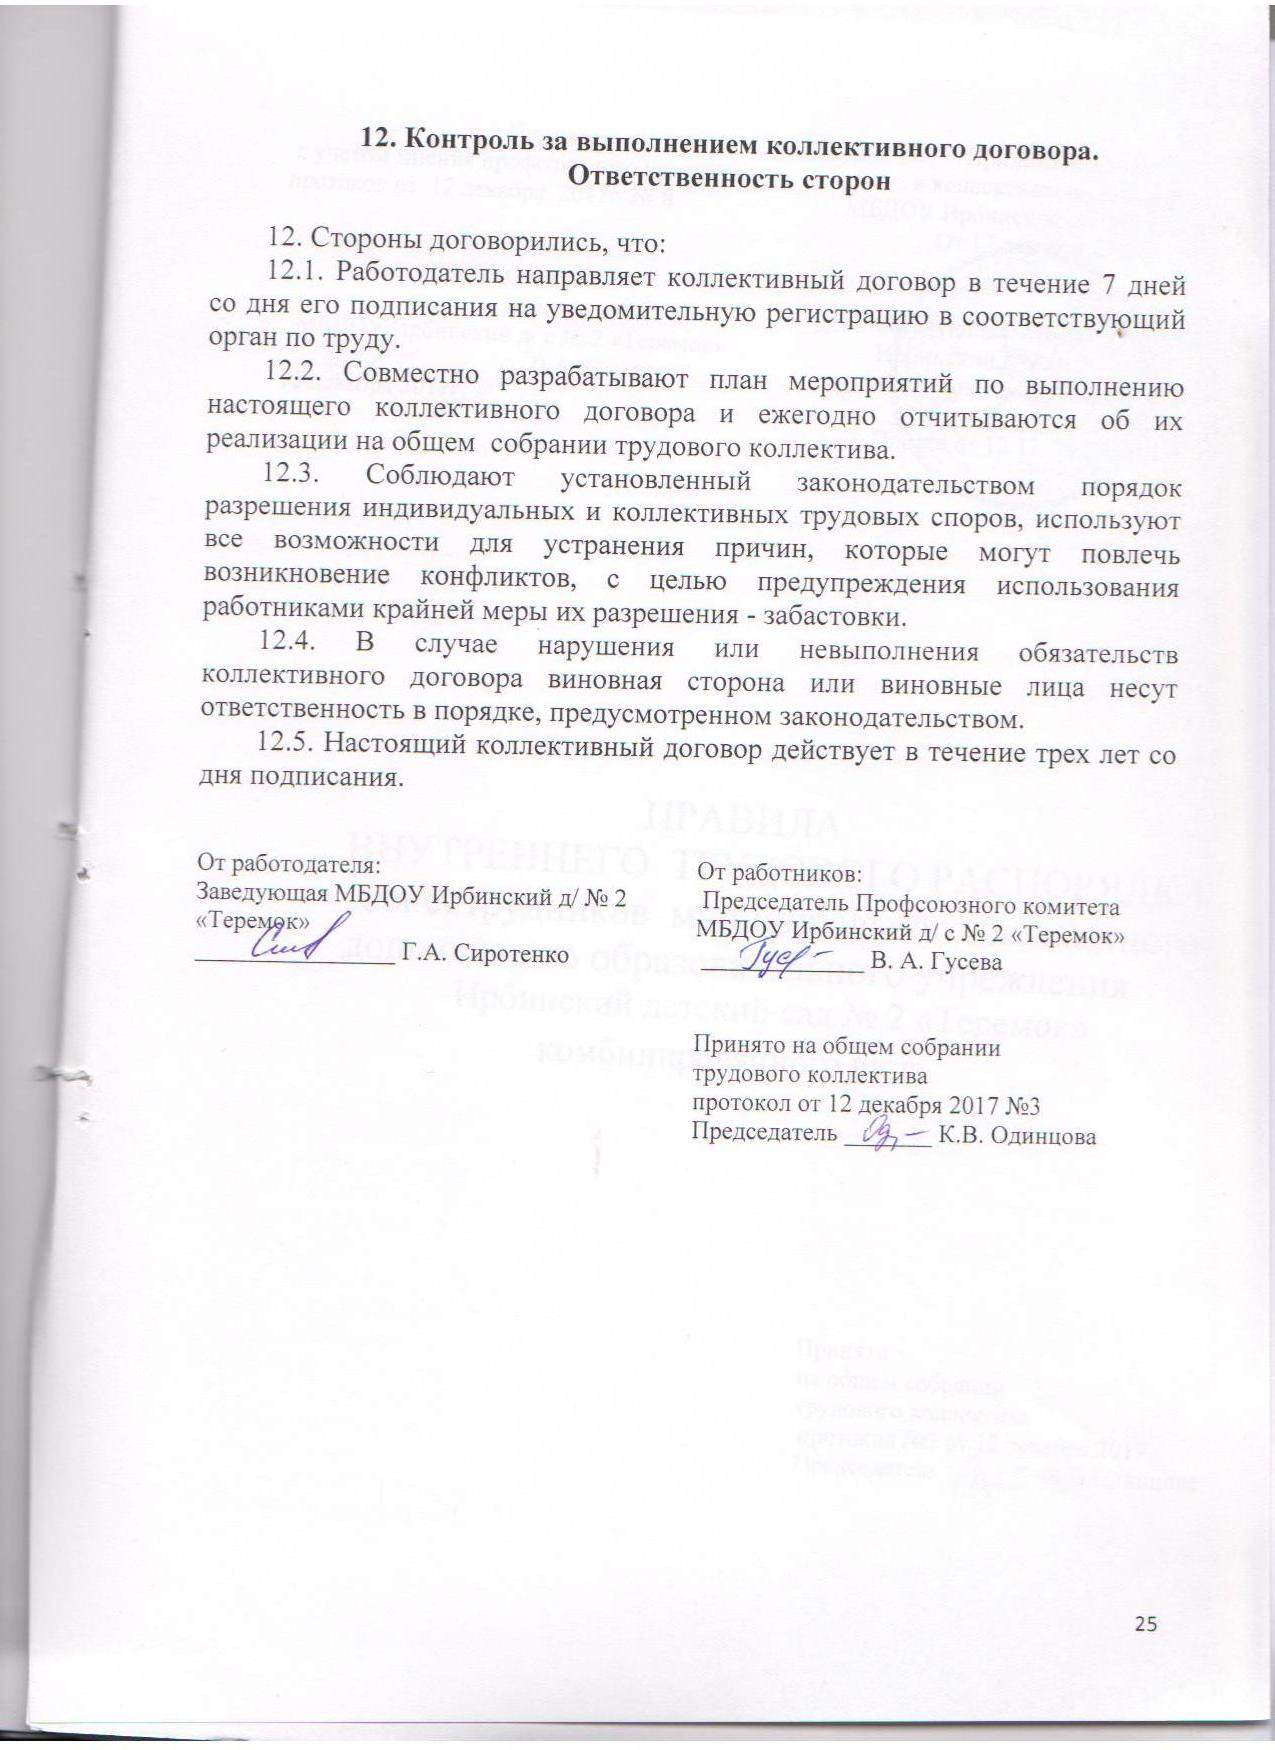 12. Контроль за выполнением коллективного договора.
Ответственность сторон
12. Стороны договорились, что:
12.1. Работодатель направляет коллективный договор в течение 7 дней
со дня его подписания на уведомительную регистрацию в соответствующий
орган по труду.
12.2. Совместно разрабатывают план мероприятий по выполнению
настоящего коллективного договора и ежегодно отчитываются об их
реализации на общем собрании трудового коллектива.
12.3. Соблюдают установленный законодательством порядок
разрешения индивидуальных и коллективных трудовых споров, используют
все возможности для устранения причин, которые могут повлечь
возникновение конфликтов, с целью предупреждения использования
работниками крайней меры их разрешения - забастовки.
12.4. В случае нарушения или невыполнения обязательств
коллективного договора виновная сторона или виновные лица несут
ответственность в порядке, предусмотренном законодательством.
12.5. Настоящий коллективный договор действует в течение трех лет со
дня подписания.
От работодателя:
Заведующая МБДОУ Ирбинский д/ № 2
«Теремок»
Г.А. Сиротенко
От работников:
Председатель Профсоюзного комитета
МБДОУ Ирбинский д/ с № 2 «Теремок»
В. А. Гусева
Принято на общем собрании
трудового коллектива
протокол от 12 декабря 2017 №3
Председатель ______ К.В. Одинцова
25